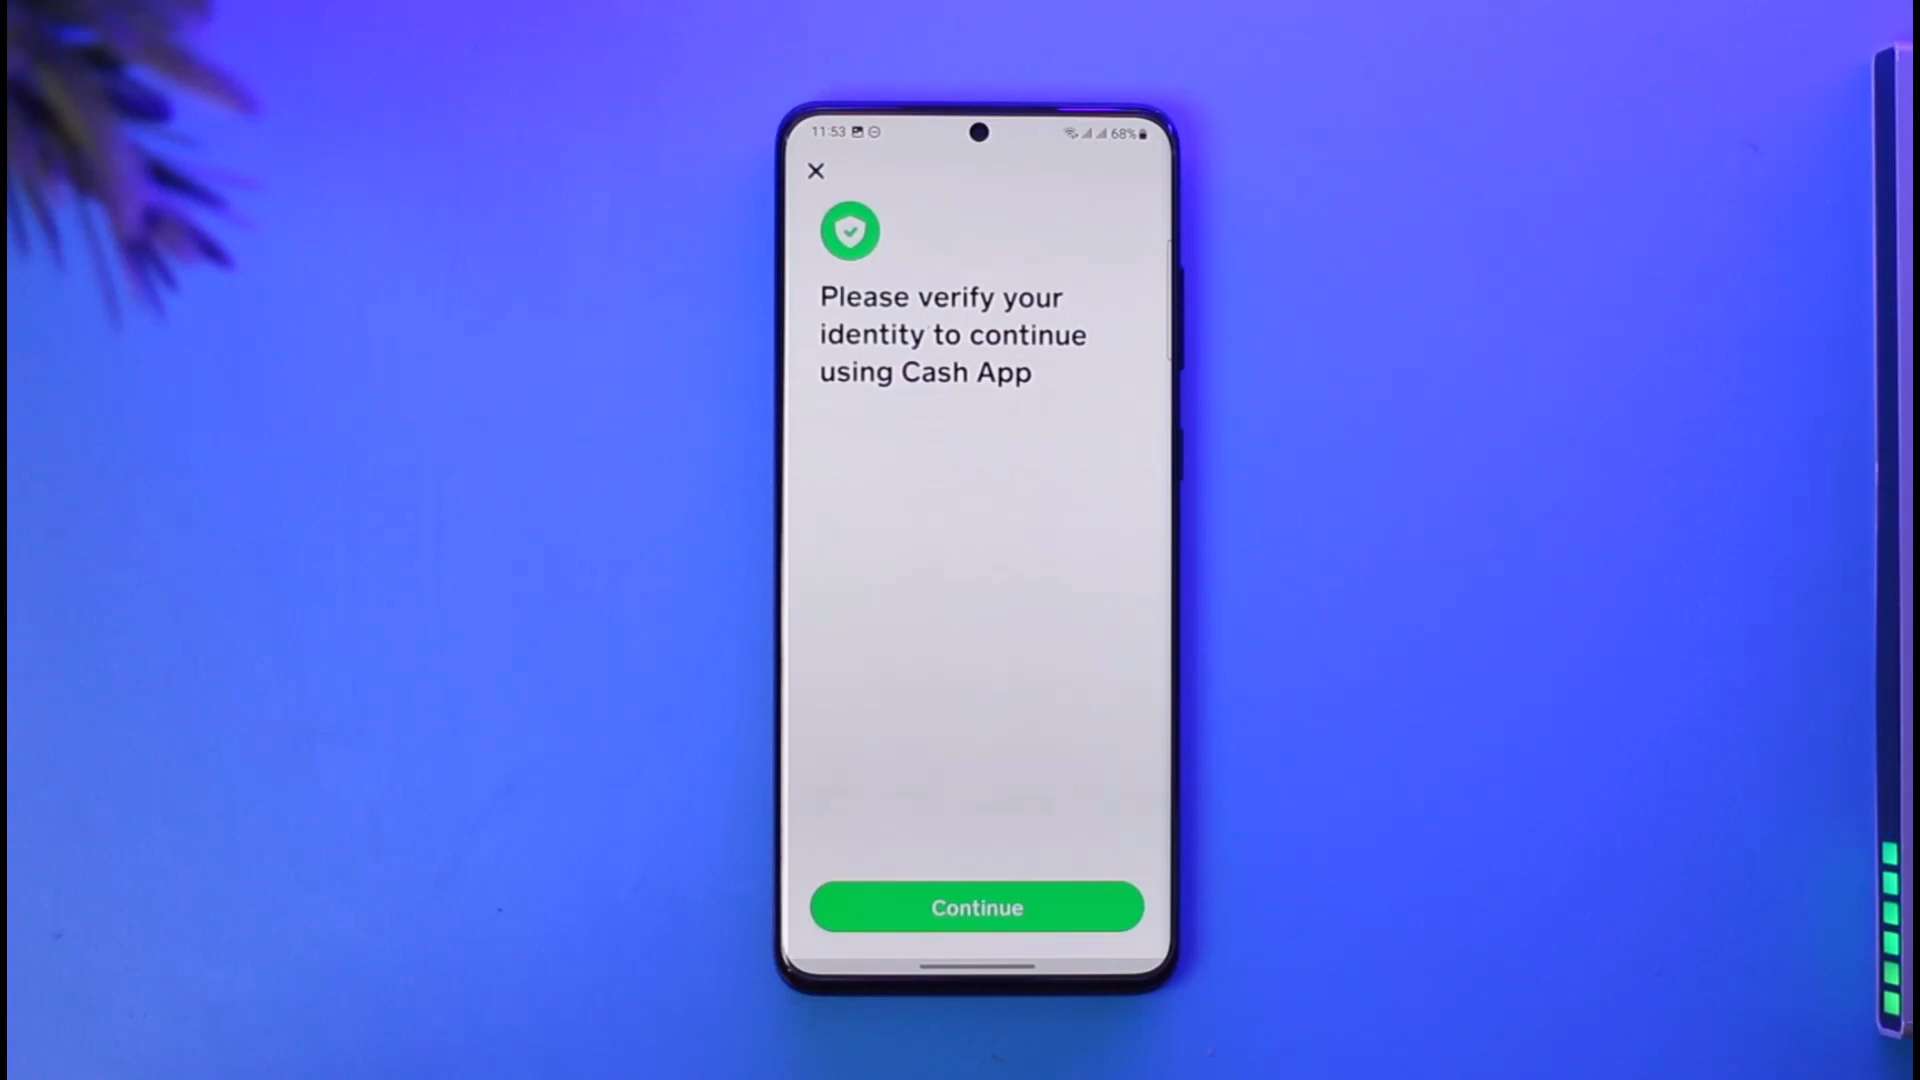 11:53 68%
Please verify your
identity to continue
using Cash App
Continue